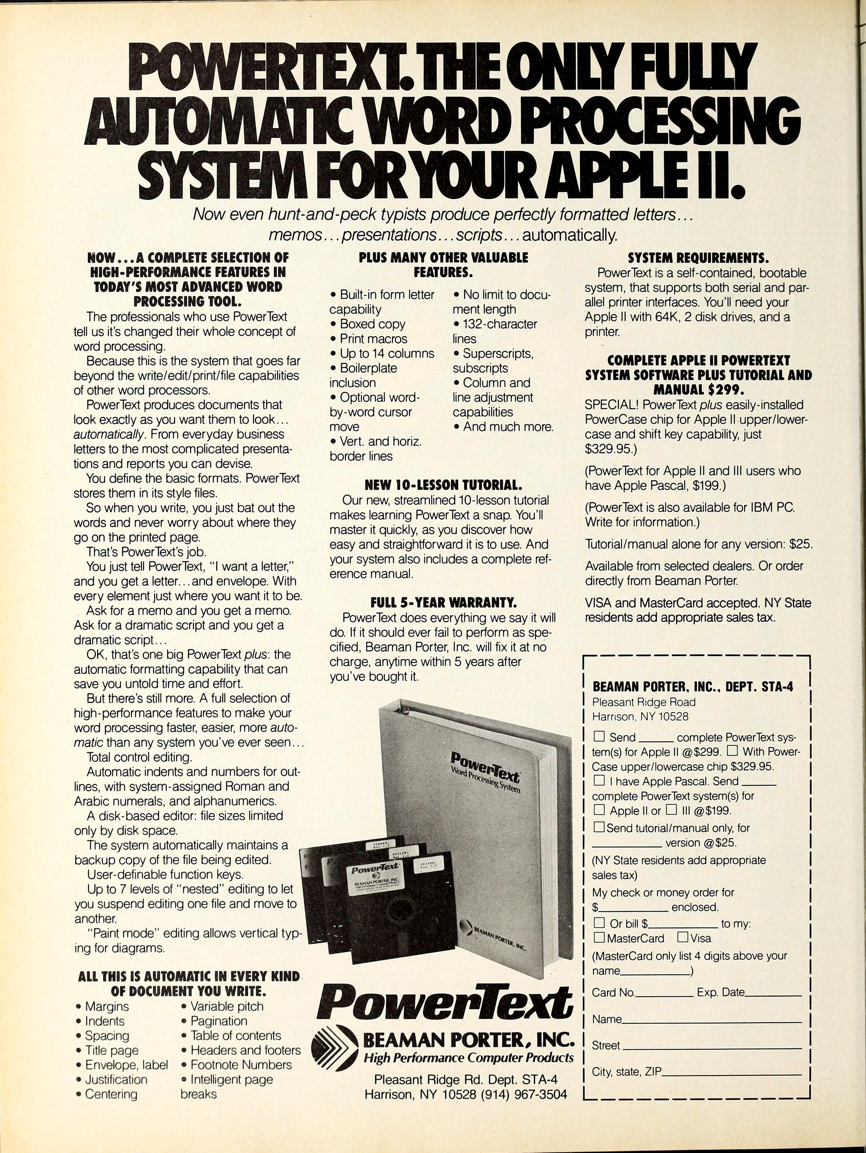 POWERTEXT. THE ONLY FULLY
AUTOMATIC WORD PROCESSING
SYSTEM FOR YOUR APPLE II.
Now even hunt-and-peck typists produce perfectly formatted letters...
memos...presentations...scripts...automatically.
NOW...A COMPLETE SELECTION OF
HIGH-PERFORMANCE FEATURES IN
TODAY'S MOST ADVANCED WORD
PROCESSING TOOL.
The professionals who use PowerText
tell us it's changed their whole concept of
word processing.
Because this is the system that goes far
beyond the write/edit/print/file capabilities
of other word processors.
PowerText produces documents that
look exactly as you want them to look...
automatically. From everyday business
letters to the most complicated presenta-
tions and reports you can devise.
You define the basic formats. PowerText
stores them in its style files.
So when you write, you just bat out the
words and never worry about where they
go on the printed page.
That's PowerText's job.
You just tell PowerText, "I want a letter,"
and you get a letter...and envelope. With
every element just where you want it to be.
Ask for a memo and you get a memo.
Ask for a dramatic script and you get a
dramatic script...
OK, that's one big PowerText plus: the
automatic formatting capability that can
save you untold time and effort.
But there's still more. A full selection of
high-performance features to make your
word processing faster, easier, more auto-
matic than any system you've ever seen...
Total control editing.
Automatic indents and numbers for out-
lines, with system-assigned Roman and
Arabic numerals, and alphanumerics.
A disk-based editor: file sizes limited
only by disk space.
The system automatically maintains a
backup copy of the file being edited.
User-definable function keys.
Up to 7 levels of "nested" editing to let
you suspend editing one file and move to
another.
"Paint mode" editing allows vertical typ-
ing for diagrams.
ALL THIS IS AUTOMATIC IN EVERY KIND
OF DOCUMENT YOU WRITE.
• Margins
• Indents
• Spacing
• Title page
• Envelope, label
• Justification
• Centering
• Variable pitch
• Pagination
• Table of contents
• Headers and footers
• Footnote Numbers
• Intelligent page
breaks
PLUS MANY OTHER VALUABLE
FEATURES.
• Built-in form letter
capability
• Boxed copy
• Print macros
• Up to 14 columns
• Boilerplate
inclusion
• Optional word-
by-word cursor
move
• Vert. and horiz.
border lines
• No limit to docu-
ment length
• 132-character
lines
• Superscripts,
subscripts
• Column and
line adjustment
capabilities
• And much more.
NEW 10-LESSON TUTORIAL.
Our new, streamlined 10-lesson tutorial
makes learning PowerText a snap. You'll
master it quickly, as you discover how
easy and straightforward it is to use. And
your system also includes a complete ref-
erence manual.
FULL 5-YEAR WARRANTY.
PowerText does everything we say it will
do. If it should ever fail to perform as spe-
cified, Beaman Porter, Inc. will fix it at no
charge, anytime within 5 years after
you've bought it.
PowerText
Word Processing System
BEAMAN PORTER, INC.
PowerText
BEAMAN PORTER, INC.
PowerText
BEAMAN PORTER, INC.
High Performance Computer Products
Pleasant Ridge Rd. Dept. STA-4
Harrison, NY 10528 (914) 967-3504
SYSTEM REQUIREMENTS.
PowerText is a self-contained, bootable
system, that supports both serial and par-
allel printer interfaces. You'll need your
Apple II with 64K, 2 disk drives, and a
printer.
COMPLETE APPLE II POWERTEXT
SYSTEM SOFTWARE PLUS TUTORIAL AND
MANUAL $299.
SPECIAL! PowerText plus easily-installed
PowerCase chip for Apple II upper/lower-
case and shift key capability, just
$329.95.)
(PowerText for Apple II and III users who
have Apple Pascal, $199.)
(PowerText is also available for IBM PC.
Write for information.)
Tutorial/manual alone for any version: $25.
Available from selected dealers. Or order
directly from Beaman Porter.
VISA and MasterCard accepted. NY State
residents add appropriate sales tax.
BEAMAN PORTER, INC., DEPT. STA-4
Pleasant Ridge Road
Harrison, NY 10528
☐ Send ______ complete PowerText sys-
tem(s) for Apple II @$299. ☐ With Power-
Case upper/lowercase chip $329.95.
☐ I have Apple Pascal. Send ______
complete PowerText system(s) for
☐ Apple II or ☐ III @$199.
☐ Send tutorial/manual only, for
____________ version @$25.
(NY State residents add appropriate
sales tax)
My check or money order for
$____________ enclosed.
☐ Or bill $____________ to my:
☐ MasterCard ☐ Visa
(MasterCard only list 4 digits above your
name____________)
Card No.__________ Exp. Date__________
Name______________________________
Street ______________________________
City, state, ZIP________________________